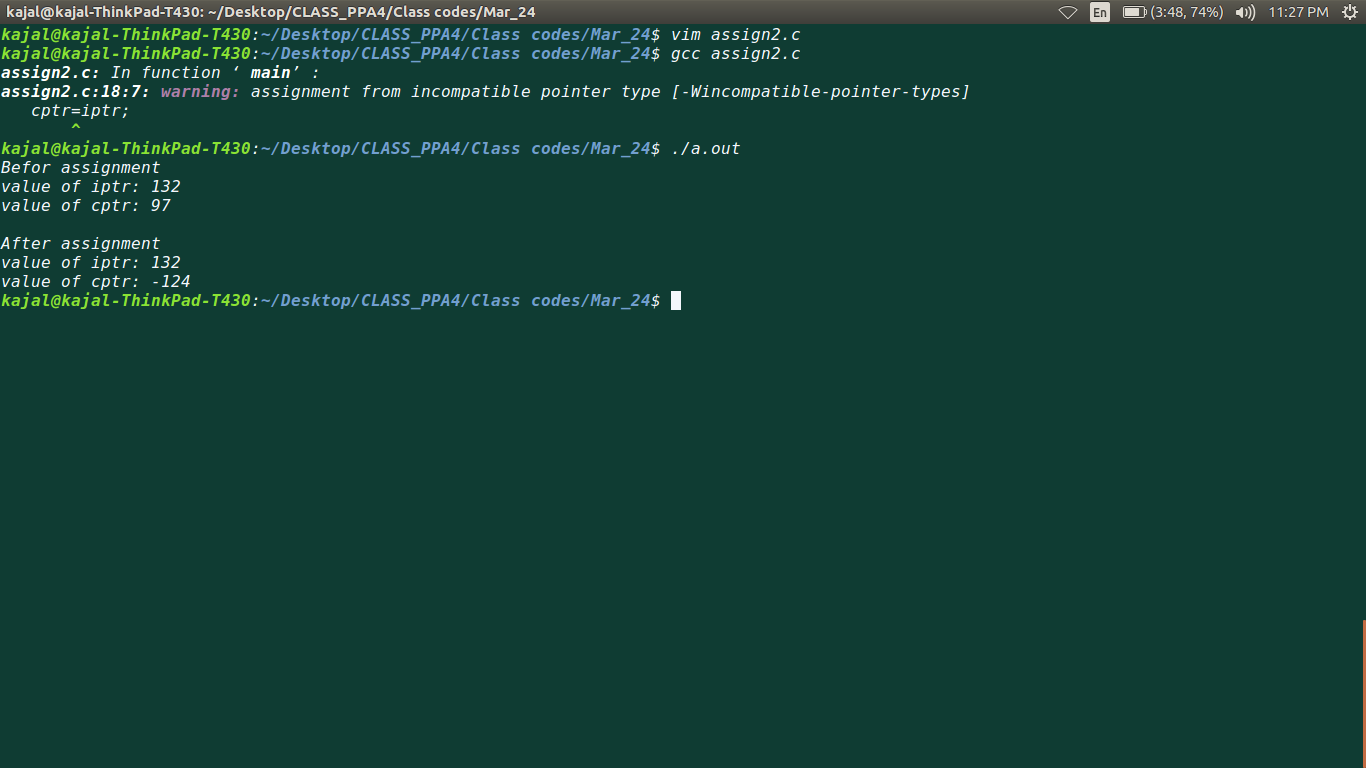 kajal@kajal-ThinkPad-T430: ~/Desktop/CLASS_PPA4/Class codes/Mar_24 En (3:48, 74%) 11:27 PM
kajal@kajal-ThinkPad-T430:~/Desktop/CLASS_PPA4/Class codes/Mar_24$ vim assign2.c
kajal@kajal-ThinkPad-T430:~/Desktop/CLASS_PPA4/Class codes/Mar_24$ gcc assign2.c
assign2.c: In function ‘ main’ :
assign2.c:18:7: warning: assignment from incompatible pointer type [-Wincompatible-pointer-types]
   cptr=iptr;
       ^
kajal@kajal-ThinkPad-T430:~/Desktop/CLASS_PPA4/Class codes/Mar_24$ ./a.out
Befor assignment
value of iptr: 132
value of cptr: 97

After assignment
value of iptr: 132
value of cptr: -124
kajal@kajal-ThinkPad-T430:~/Desktop/CLASS_PPA4/Class codes/Mar_24$